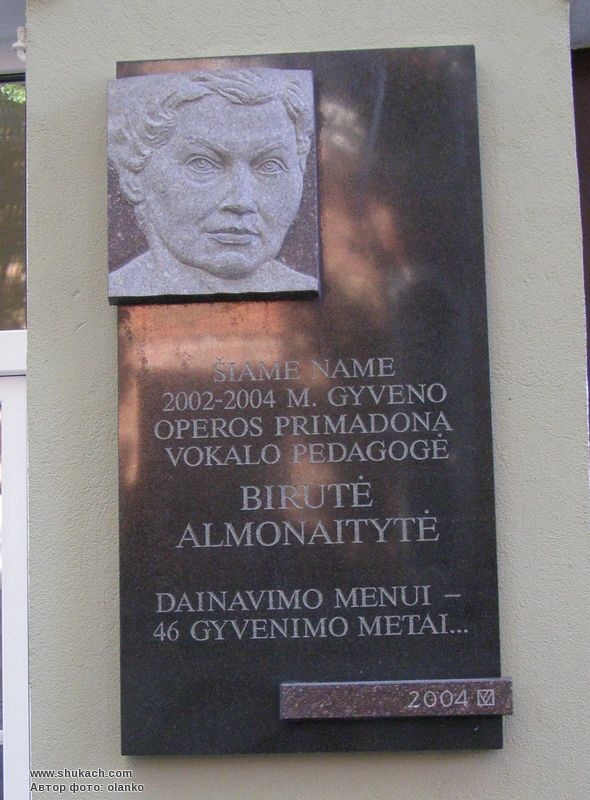 ŠIAME NAME
2002-2004 M. GYVENO
OPEROS PRIMADONA
VOKALO PEDAGOGĖ
BIRUTĖ
ALMONAITYTĖ
DAINAVIMO MENUI –
46 GYVENIMO METAI...
2004
www.shukach.com
Автор фото: olanko